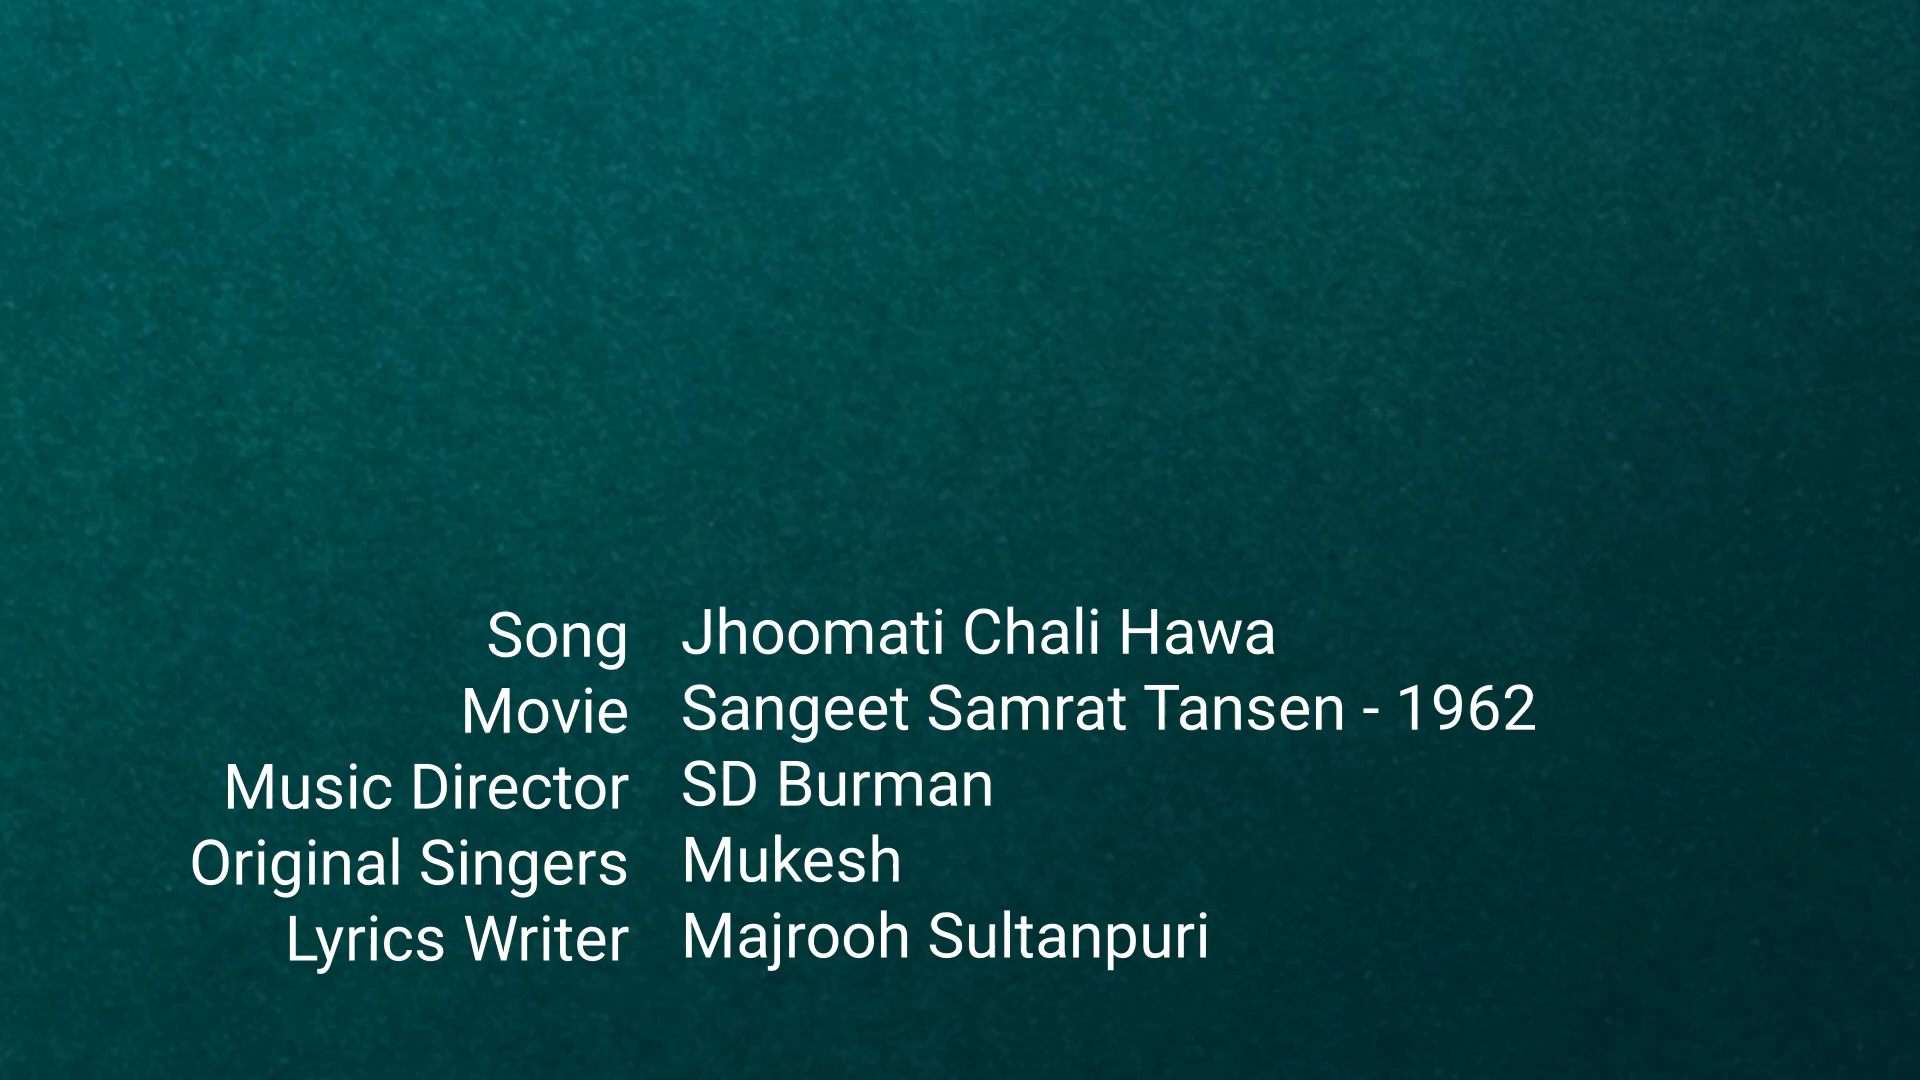 Song Jhoomati Chali Hawa
Movie Sangeet Samrat Tansen - 1962
Music Director SD Burman
Original Singers Mukesh
Lyrics Writer Majrooh Sultanpuri